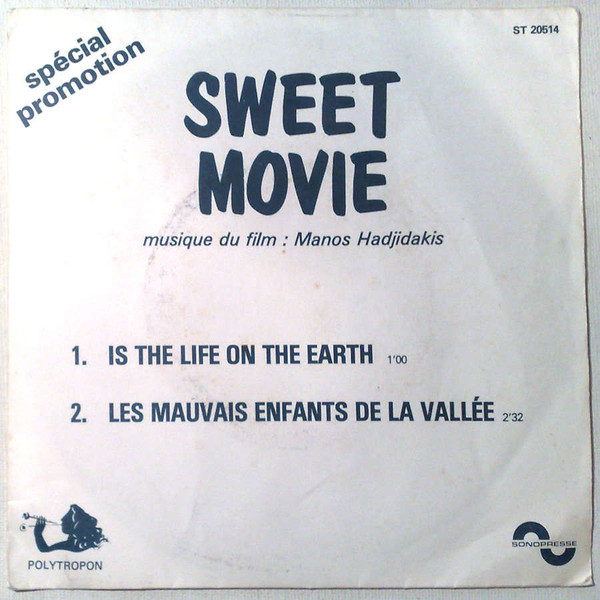 ST 20514
spécial
promotion
SWEET
MOVIE
musique du film : Manos Hadjidakis
1. IS THE LIFE ON THE EARTH 1'00
2. LES MAUVAIS ENFANTS DE LA VALLÉE 2'32
POLYTROPON
SONOPRESSE